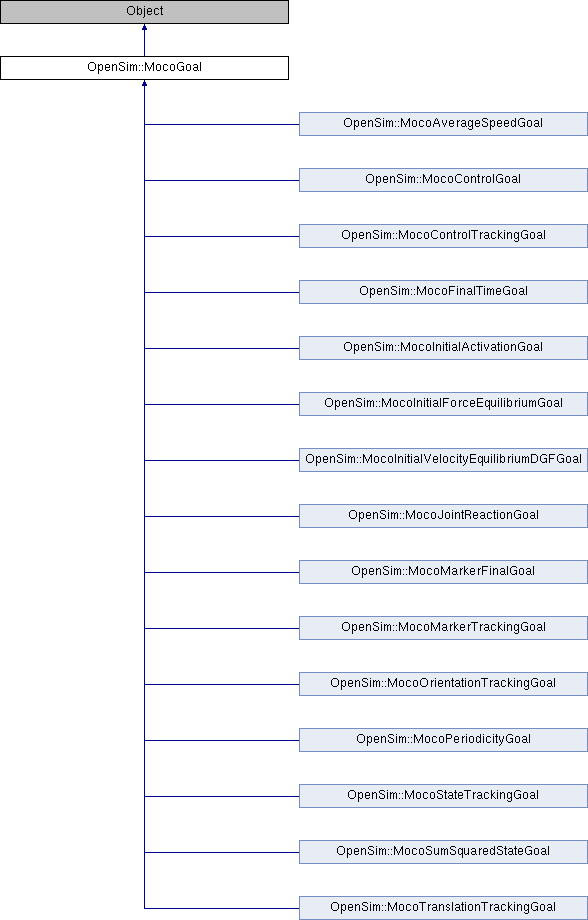 Object
OpenSim::MocoGoal
OpenSim::MocoAverageSpeedGoal
OpenSim::MocoControlGoal
OpenSim::MocoControlTrackingGoal
OpenSim::MocoFinalTimeGoal
OpenSim::MocoInitialActivationGoal
OpenSim::MocoInitialForceEquilibriumGoal
OpenSim::MocoInitialVelocityEquilibriumDGFGoal
OpenSim::MocoJointReactionGoal
OpenSim::MocoMarkerFinalGoal
OpenSim::MocoMarkerTrackingGoal
OpenSim::MocoOrientationTrackingGoal
OpenSim::MocoPeriodicityGoal
OpenSim::MocoStateTrackingGoal
OpenSim::MocoSumSquaredStateGoal
OpenSim::MocoTranslationTrackingGoal